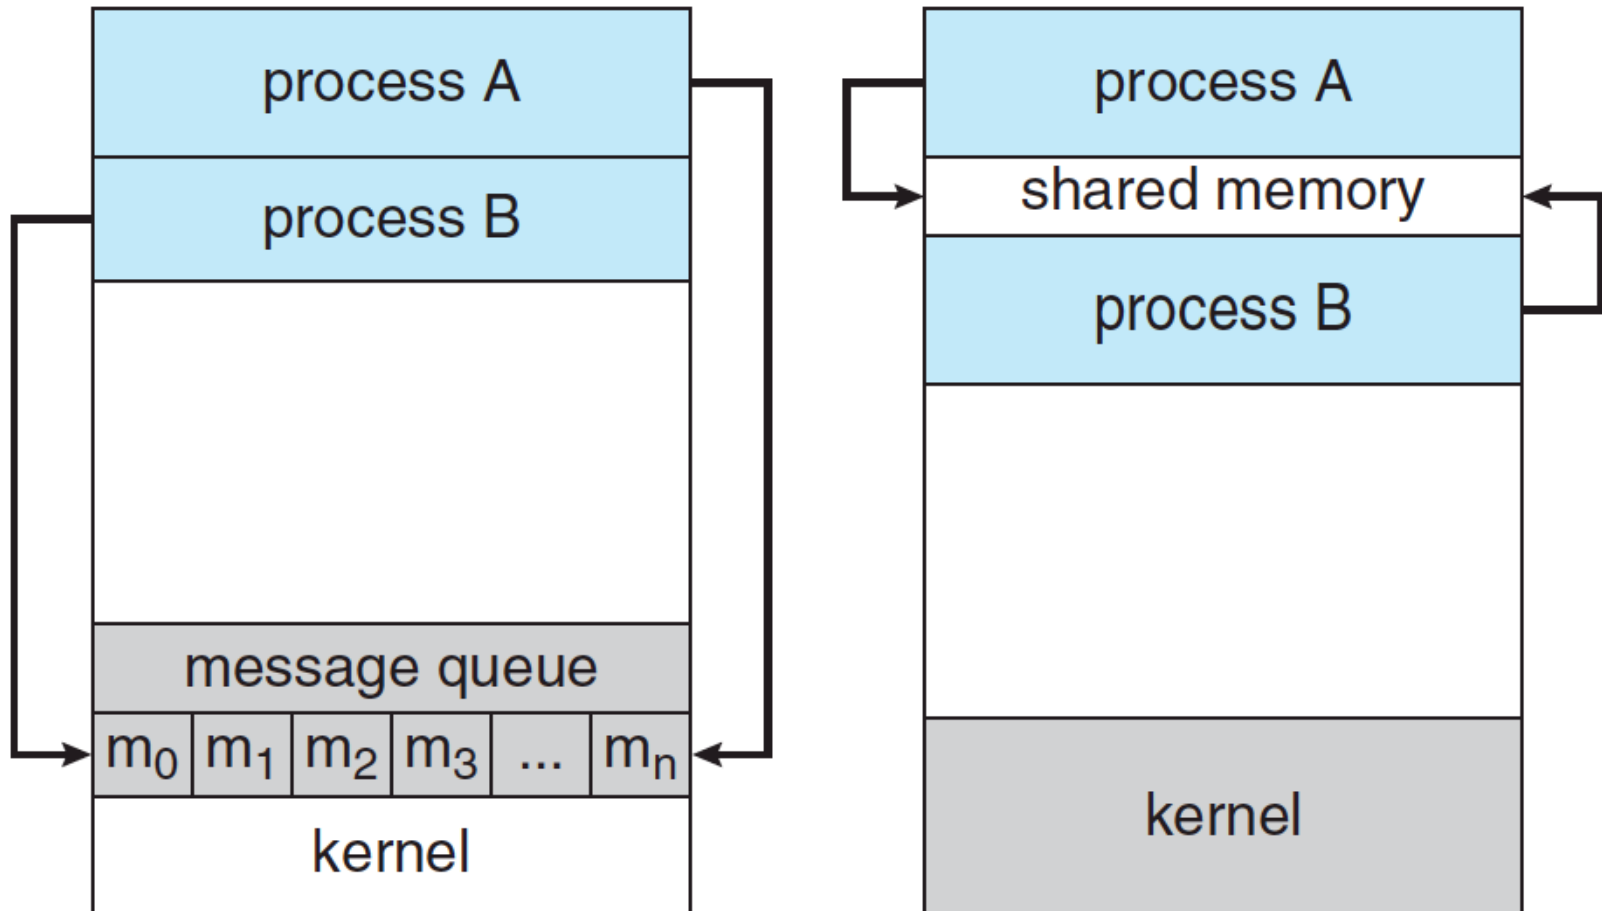 process A
process B
message queue
m0 m1 m2 m3 ... mn
kernel
process A
shared memory
process B
kernel